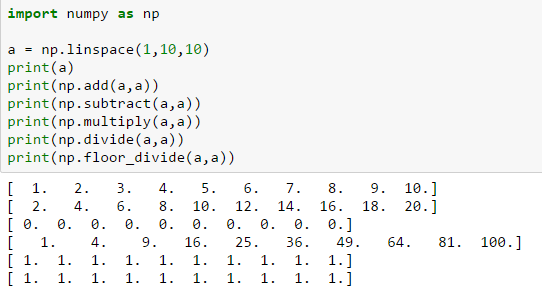 import numpy as np
a = np.linspace(1,10,10)
print(a)
print(np.add(a,a))
print(np.subtract(a,a))
print(np.multiply(a,a))
print(np.divide(a,a))
print(np.floor_divide(a,a))
[  1.   2.   3.   4.   5.   6.   7.   8.   9.  10.]
[  2.   4.   6.   8.  10.  12.  14.  16.  18.  20.]
[ 0.  0.  0.  0.  0.  0.  0.  0.  0.  0.]
[   1.    4.    9.   16.   25.   36.   49.   64.   81.  100.]
[ 1.  1.  1.  1.  1.  1.  1.  1.  1.  1.]
[ 1.  1.  1.  1.  1.  1.  1.  1.  1.  1.]